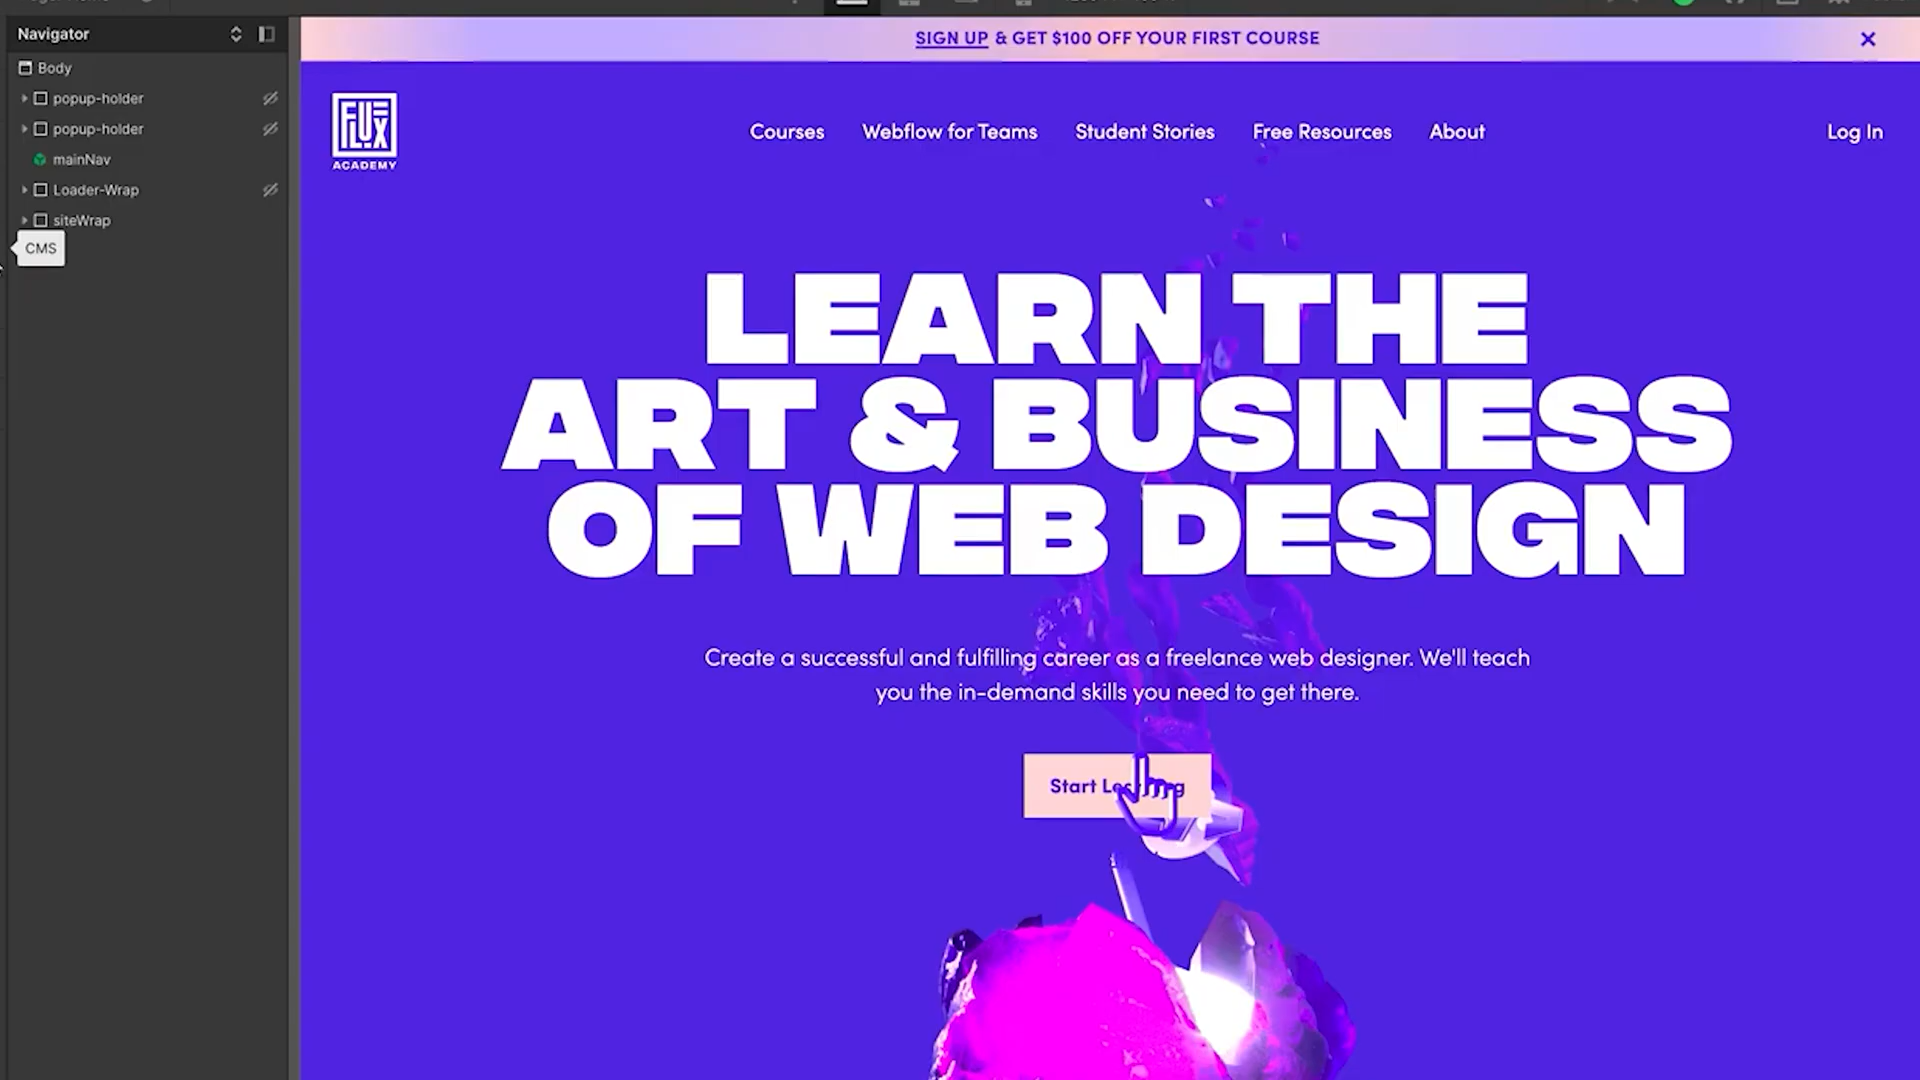 Navigator
Body
popup-holder
popup-holder
mainNav
Loader-Wrap
siteWrap
CMS
SIGN UP & GET $100 OFF YOUR FIRST COURSE
FLUX
ACADEMY
Courses
Webflow for Teams
Student Stories
Free Resources
About
Log In
LEARN THE
ART & BUSINESS
OF WEB DESIGN
Create a successful and fulfilling career as a freelance web designer. We'll teach
you the in-demand skills you need to get there.
Start